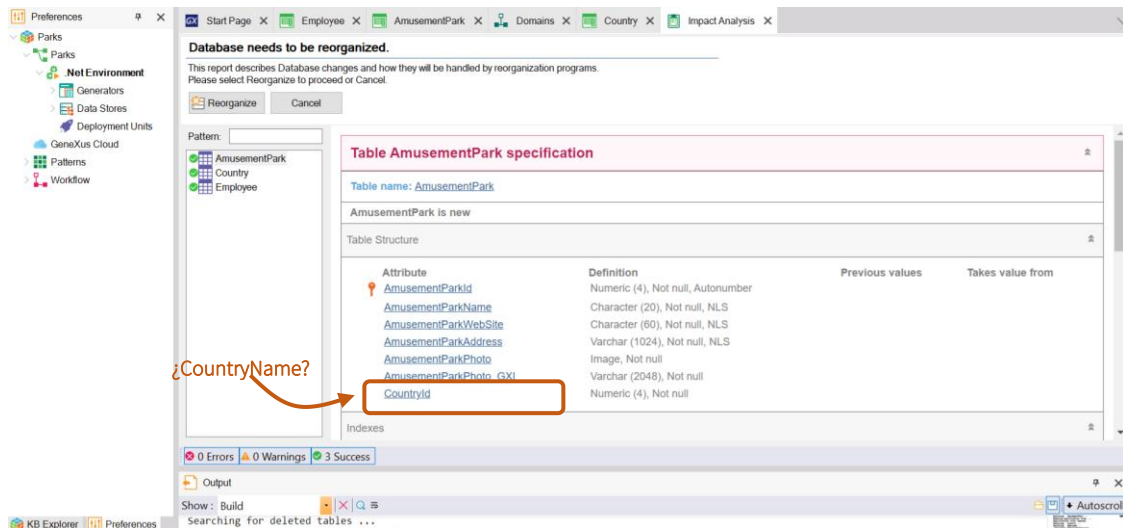 Preferences
Parks
Parks
.Net Environment
Generators
Data Stores
Deployment Units
GeneXus Cloud
Patterns
Workflow
GX Start Page Employee AmusementPark Domains Country Impact Analysis
Database needs to be reorganized.
This report describes Database changes and how they will be handled by reorganization programs.
Please select Reorganize to proceed or Cancel.
Reorganize Cancel
Pattern:
AmusementPark
Country
Employee
Table AmusementPark specification
Table name: AmusementPark
AmusementPark is new
Table Structure
Attribute Definition Previous values Takes value from
AmusementParkId Numeric (4), Not null, Autonumber
AmusementParkName Character (20), Not null, NLS
AmusementParkWebSite Character (60), Not null, NLS
AmusementParkAddress Varchar (1024), Not null, NLS
AmusementParkPhoto Image, Not null
AmusementParkPhoto_GXI Varchar (2048), Not null
CountryId Numeric (4), Not null
¿CountryName?
Indexes
0 Errors 0 Warnings 3 Success
Output
Show: Build Autoscroll
Searching for deleted tables ...
KB Explorer Preferences